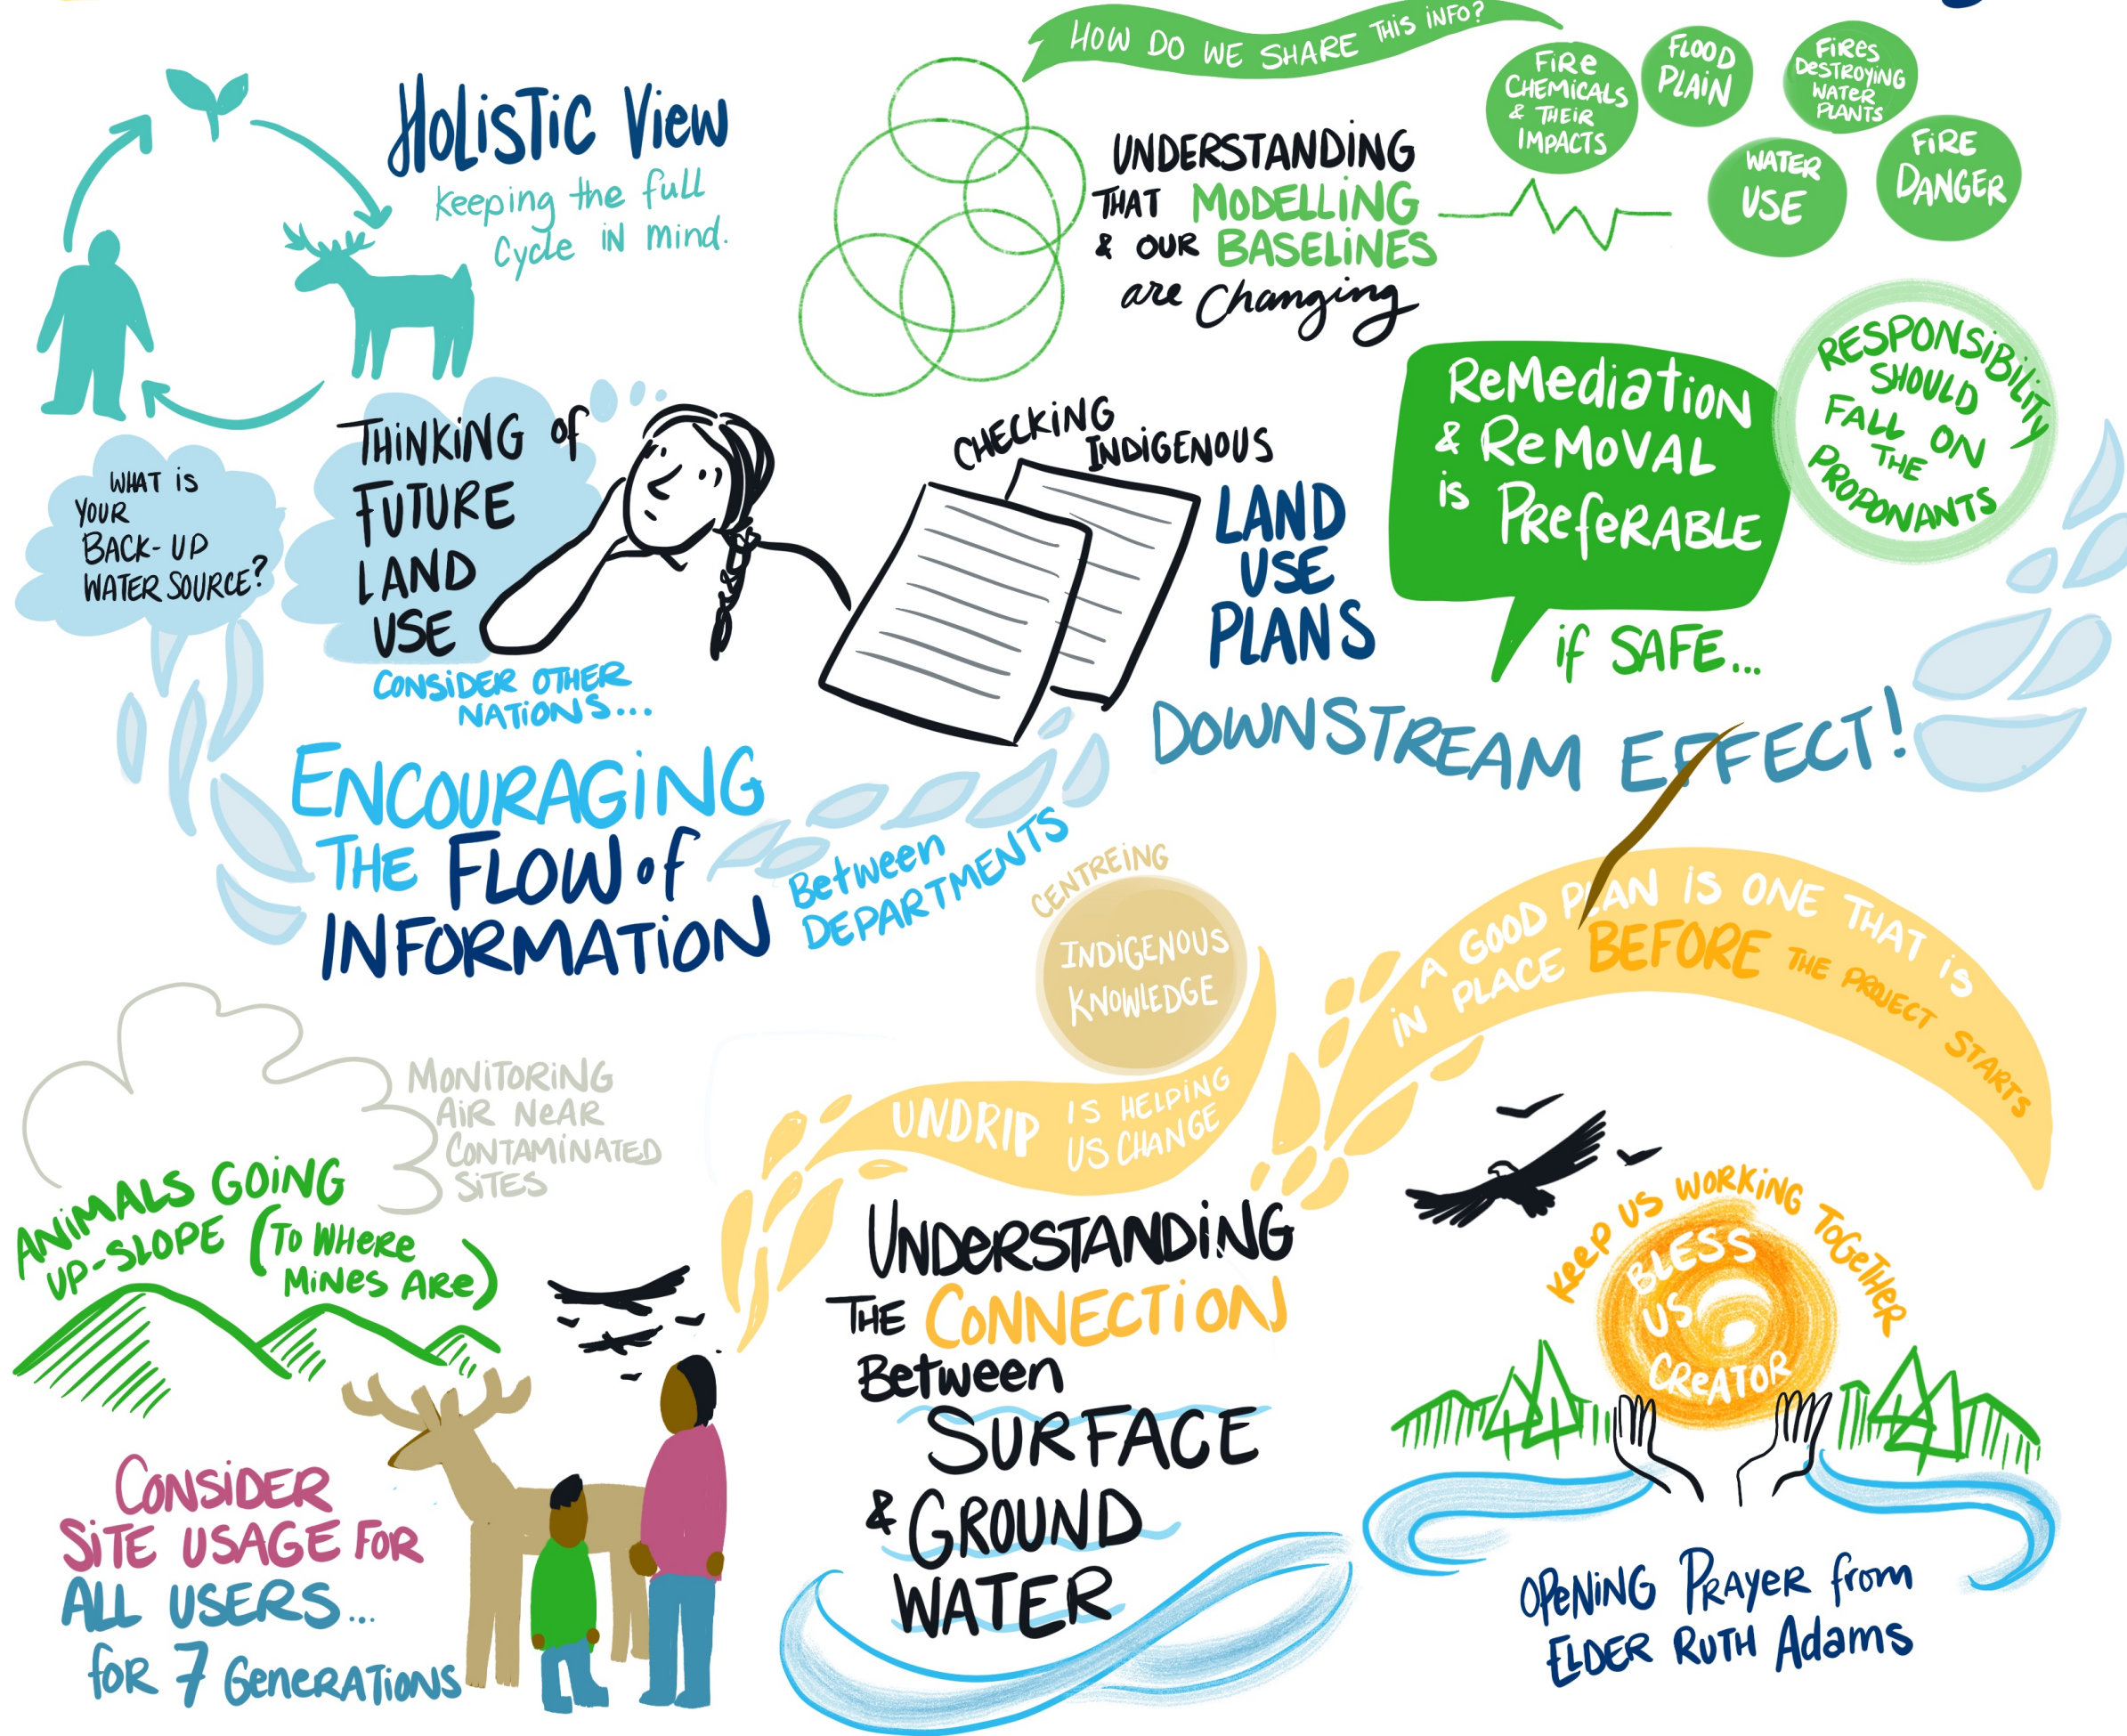 HOLISTIC VIEW
keeping the full
Cycle in mind.
HOW DO WE SHARE THIS INFO?
UNDERSTANDING
THAT MODELLING
& OUR BASELINES
are Changing
FIRE
CHEMICALS
& THEIR
IMPACTS
FLOOD
PLAIN
FIRES
DESTROYING
WATER
PLANTS
WATER
USE
FIRE
DANGER
WHAT is
YOUR
BACK-UP
WATER SOURCE?
THINKING of
FUTURE
LAND
USE
CONSIDER OTHER
NATIONS...
CHECKING
INDIGENOUS
LAND
USE
PLANS
ReMediation
& ReMOVAL
is PReferABLE
if SAFE...
RESPONSIBILITY
SHOULD
FALL ON
THE
PROPONANTS
DOWNSTREAM EFFECT!
ENCOURAGING
THE FLOW of
INFORMATION
Between
DEPARTMENTS
CENTREING
INDIGENOUS
KNOWLEDGE
UNDRIP IS HELPING
US CHANGE
A GOOD PLAN IS ONE THAT is
IN PLACE BEFORE THE PROJECT STARTS
MONITORING
AIR NEAR
CONTAMINATED
SITES
ANIMALS GOING
UP-SLOPE (TO WHERE
MINES ARE)
UNDERSTANDING
THE CONNECTION
Between
SURFACE
& GROUND
WATER
KEEP US WORKING TOGETHER
BLESS
US
CREATOR
CONSIDER
SITE USAGE FOR
ALL USERS...
for 7 GENERATIONS
OPENING PRAYER from
ELDER RUTH Adams